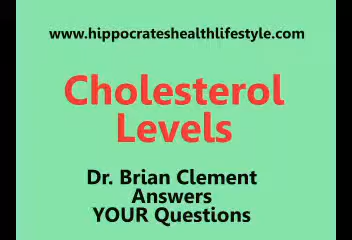 www.hippocrateshealthlifestyle.com
Cholesterol
Levels
Dr. Brian Clement
Answers
YOUR Questions